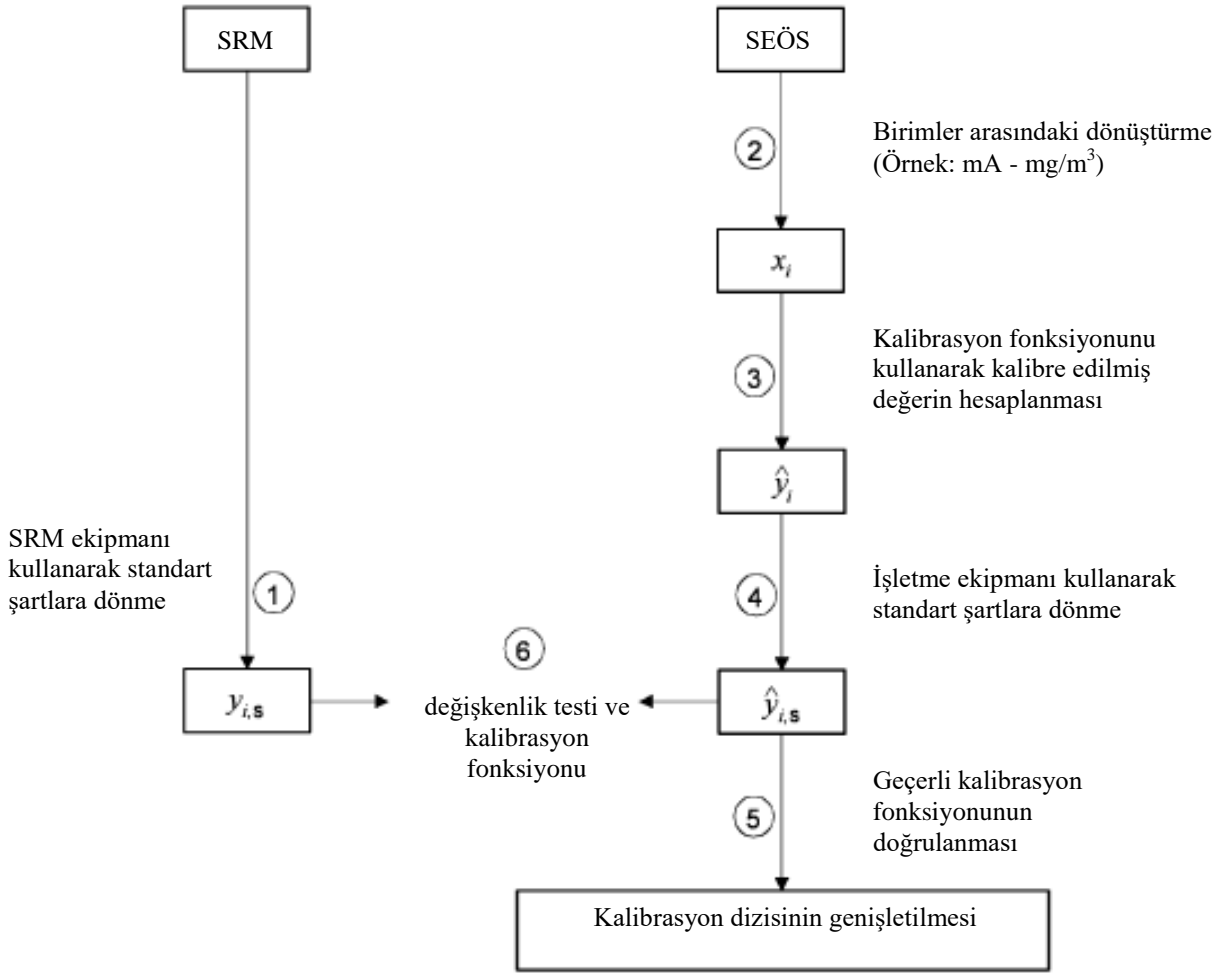 SRM
SEÖS
2
Birimler arasındaki dönüştürme
(Örnek: mA - mg/m³)
xᵢ
3
Kalibrasyon fonksiyonunu
kullanarak kalibre edilmiş
değerin hesaplanması
ŷᵢ
SRM ekipmanı
kullanarak standart
şartlara dönme
1
4
İşletme ekipmanı kullanarak
standart şartlara dönme
6
yᵢ,s
değişkenlik testi ve
kalibrasyon
fonksiyonu
ŷᵢ,s
5
Geçerli kalibrasyon
fonksiyonunun
doğrulanması
Kalibrasyon dizisinin genişletilmesi